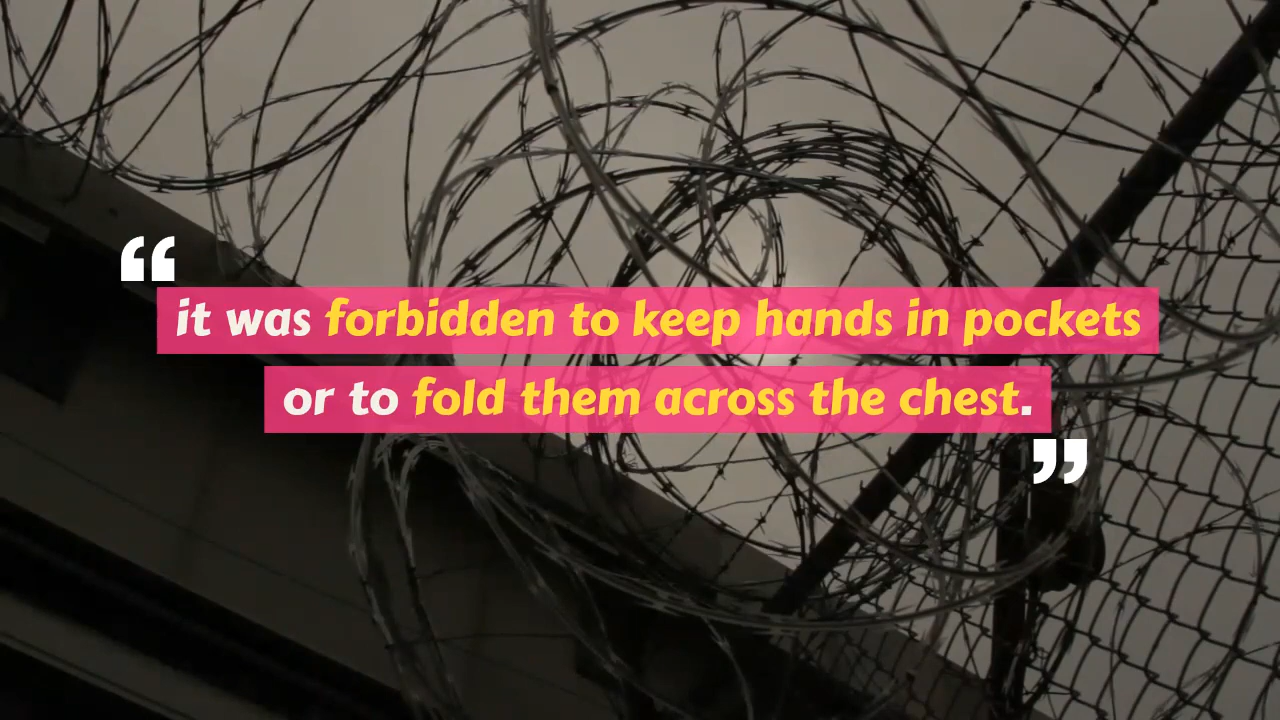 “it was forbidden to keep hands in pockets
or to fold them across the chest.”